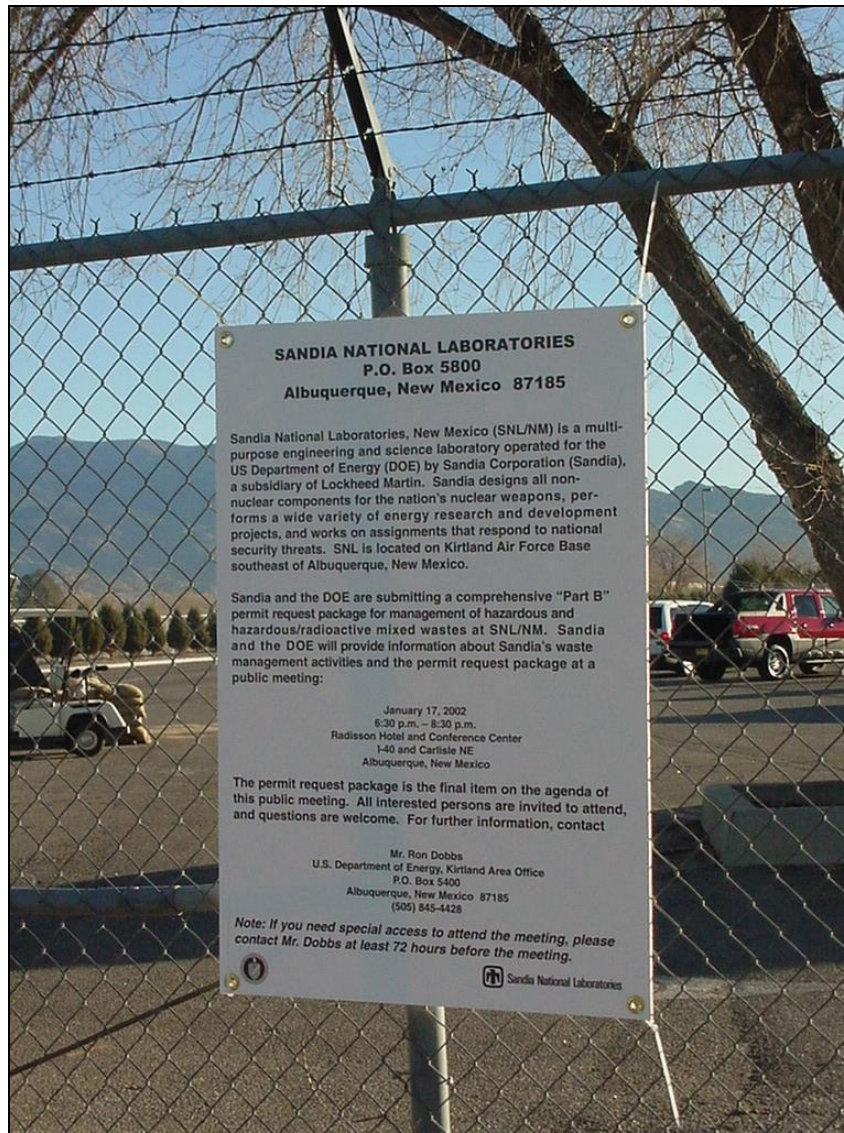 SANDIA NATIONAL LABORATORIES
P.O. Box 5800
Albuquerque, New Mexico 87185
Sandia National Laboratories, New Mexico (SNL/NM) is a multi-
purpose engineering and science laboratory operated for the
US Department of Energy (DOE) by Sandia Corporation (Sandia),
a subsidiary of Lockheed Martin. Sandia designs all non-
nuclear components for the nation's nuclear weapons, per-
forms a wide variety of energy research and development
projects, and works on assignments that respond to national
security threats. SNL is located on Kirtland Air Force Base
southeast of Albuquerque, New Mexico.
Sandia and the DOE are submitting a comprehensive “Part B”
permit request package for management of hazardous and
hazardous/radioactive mixed wastes at SNL/NM. Sandia
and the DOE will provide information about Sandia's waste
management activities and the permit request package at a
public meeting:
January 17, 2002
6:30 p.m. – 8:30 p.m.
Radisson Hotel and Conference Center
I-40 and Carlisle NE
Albuquerque, New Mexico
The permit request package is the final item on the agenda of
this public meeting. All interested persons are invited to attend,
and questions are welcome. For further information, contact
Mr. Ron Dobbs
U.S. Department of Energy, Kirtland Area Office
P.O. Box 5400
Albuquerque, New Mexico 87185
(505) 845-4428
Note: If you need special access to attend the meeting, please
contact Mr. Dobbs at least 72 hours before the meeting.
Sandia National Laboratories